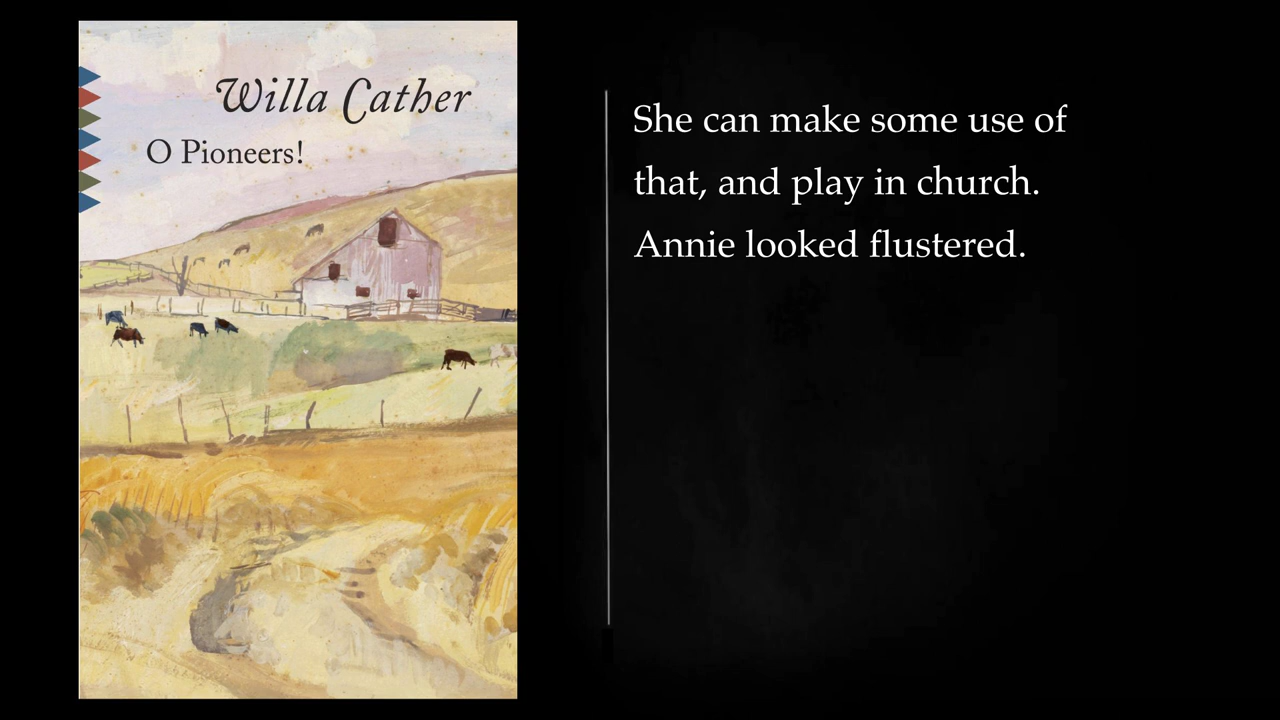 Willa Cather
O Pioneers!
She can make some use of
that, and play in church.
Annie looked flustered.